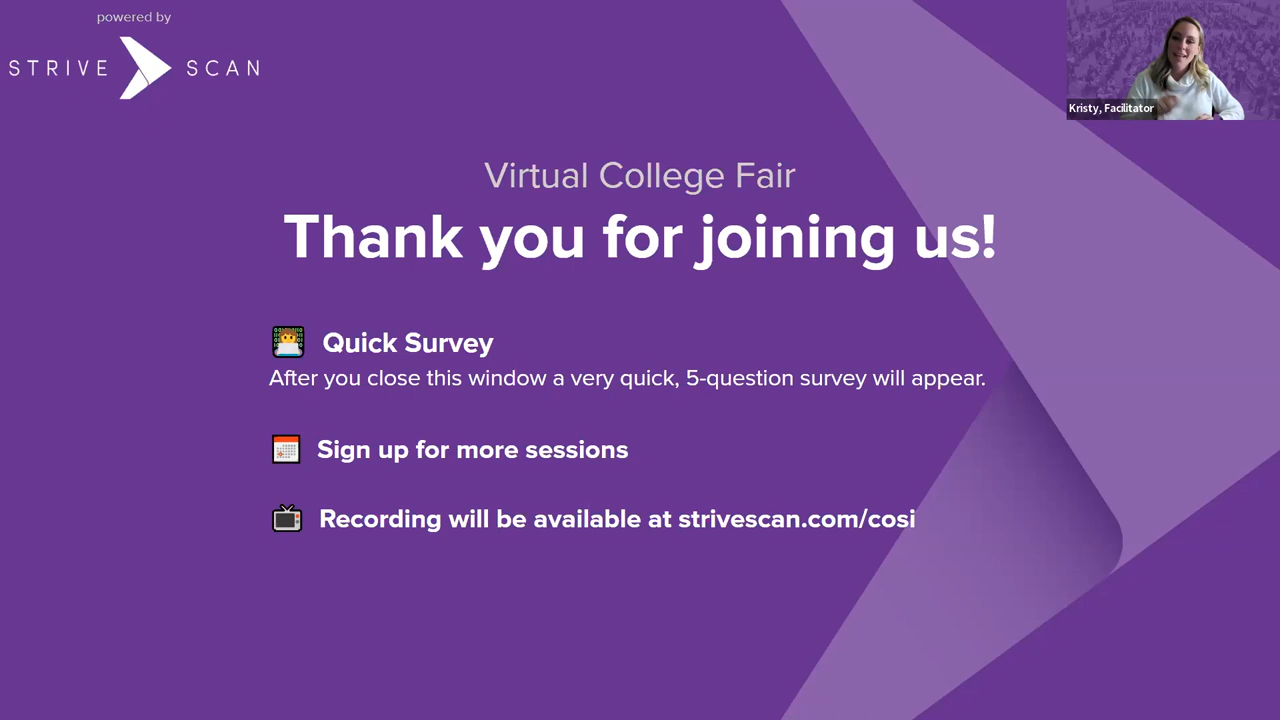 powered by
STRIVE SCAN
Kristy, Facilitator
Virtual College Fair
Thank you for joining us!
Quick Survey
After you close this window a very quick, 5-question survey will appear.
Sign up for more sessions
Recording will be available at strivescan.com/cosi